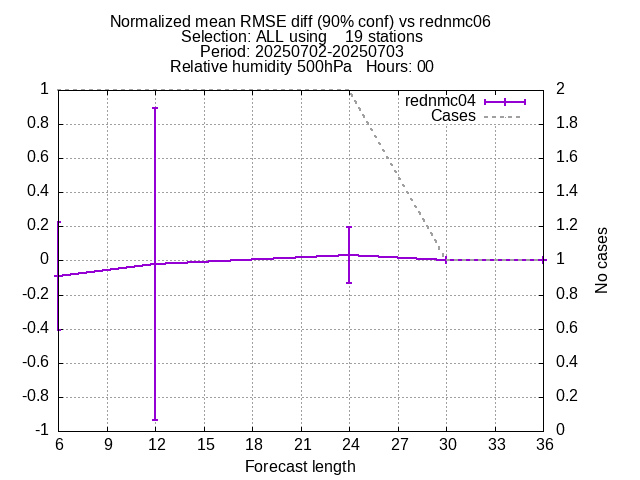 Normalized mean RMSE diff (90% conf) vs rednmc06
Selection: ALL using    19 stations
Period: 20250702-20250703
Relative humidity 500hPa   Hours: 00
rednmc04
Cases
1
0.8
0.6
0.4
0.2
0
-0.2
-0.4
-0.6
-0.8
-1
2
1.8
1.6
1.4
1.2
1
0.8
0.6
0.4
0.2
0
No cases
6 9 12 15 18 21 24 27 30 33 36
Forecast length